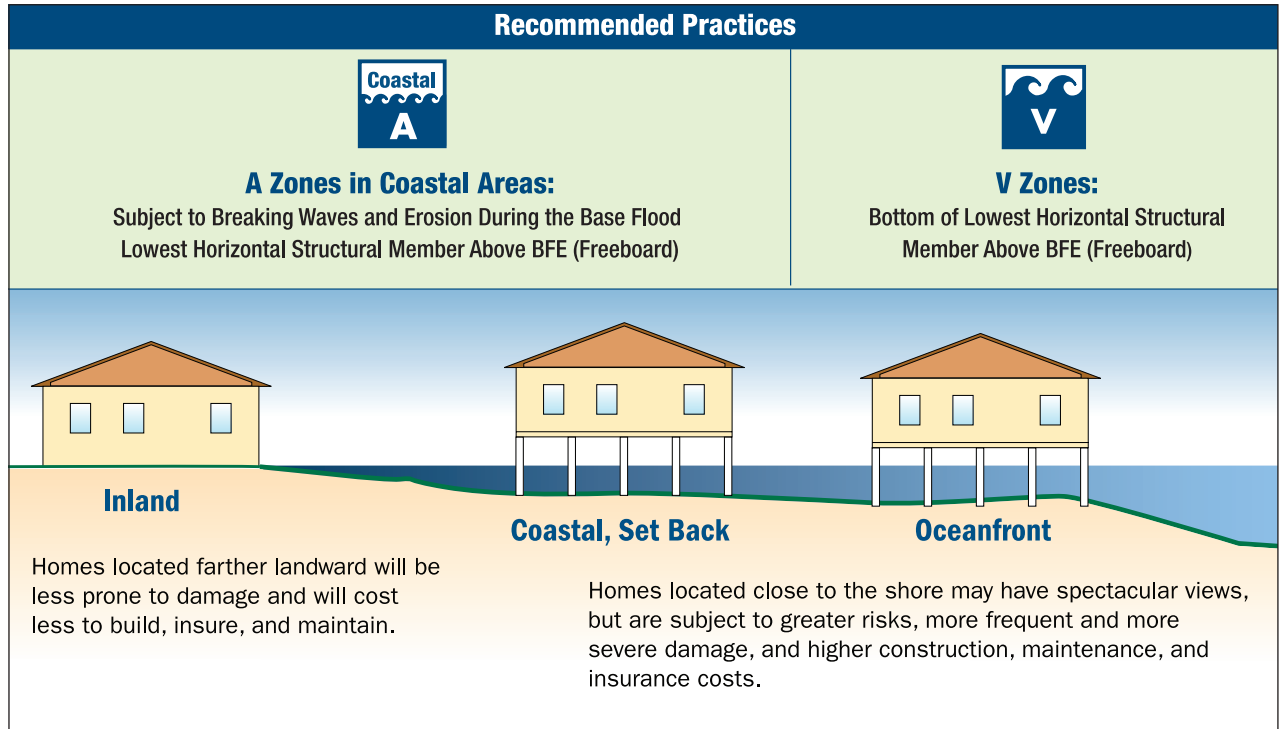 Recommended Practices
Coastal
A
A Zones in Coastal Areas:
Subject to Breaking Waves and Erosion During the Base Flood
Lowest Horizontal Structural Member Above BFE (Freeboard)
V
V Zones:
Bottom of Lowest Horizontal Structural
Member Above BFE (Freeboard)
Inland
Homes located farther landward will be
less prone to damage and will cost
less to build, insure, and maintain.
Coastal, Set Back
Oceanfront
Homes located close to the shore may have spectacular views,
but are subject to greater risks, more frequent and more
severe damage, and higher construction, maintenance, and
insurance costs.